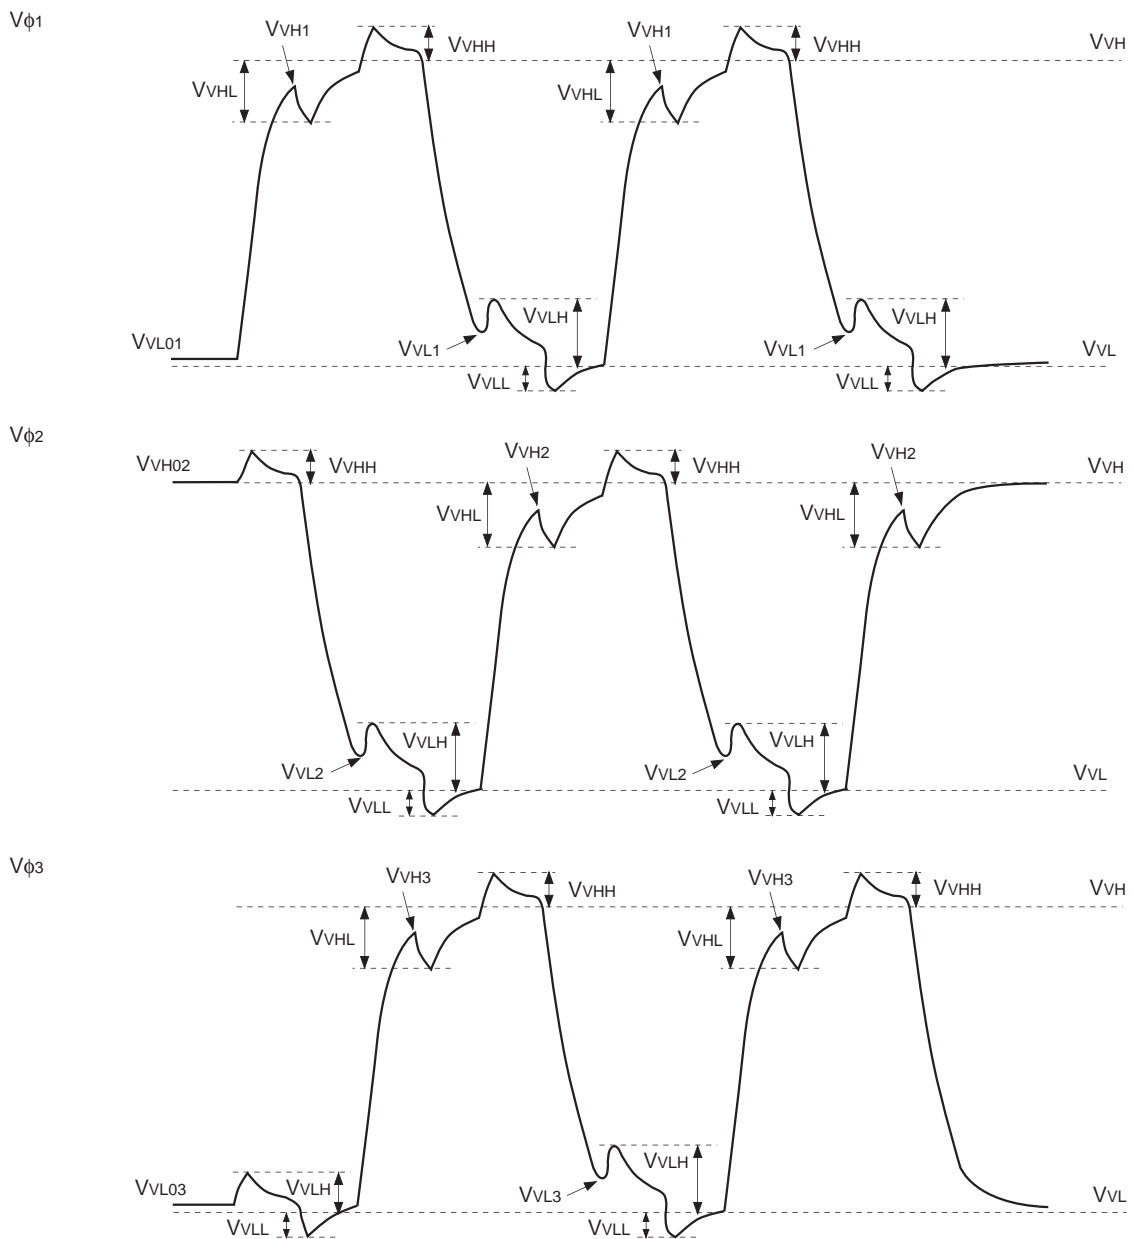 Vϕ1
VVH1 VVHH VVH1 VVHH VVH
VVHL VVHL
VVLH VVLH
VVL01 VVL1 VVL1 VVL
VVLL VVLL
Vϕ2
VVH02 VVHH VVH2 VVHH VVH2 VVH
VVHL VVHL
VVLH VVLH
VVL2 VVL2 VVL
VVLL VVLL
Vϕ3
VVH3 VVHH VVH3 VVHH VVH
VVHL VVHL
VVL03 VVLH VVL3 VVLH VVL
VVLL VVLL